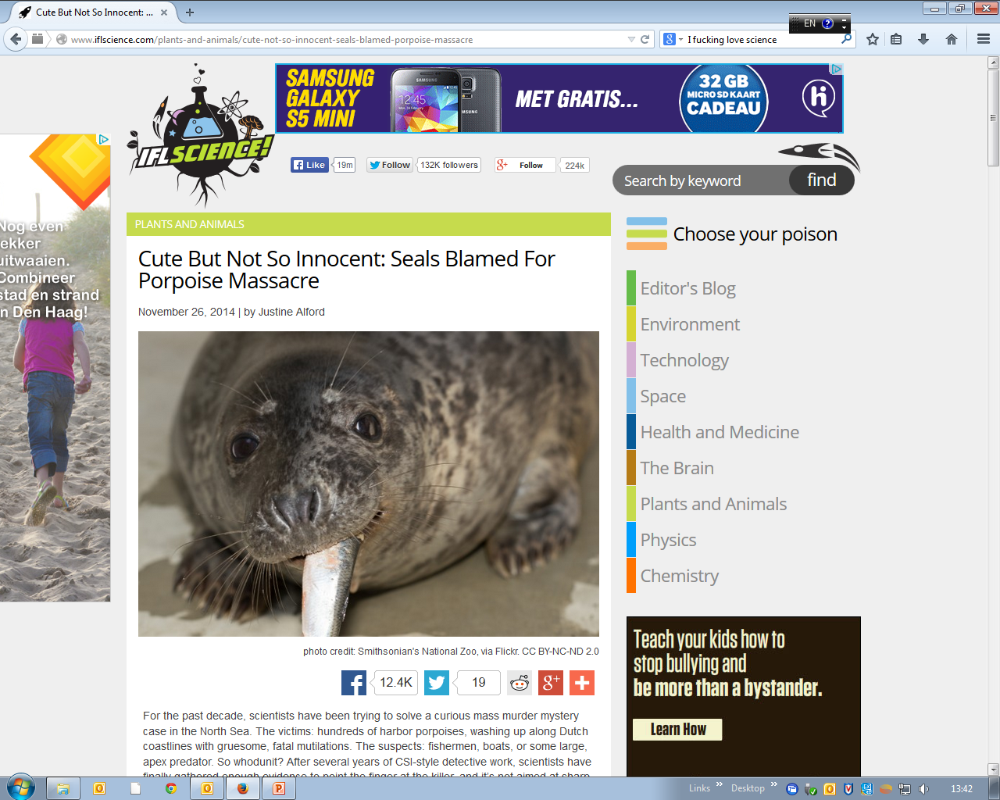 Cute But Not So Innocent: ...
EN
www.iflscience.com/plants-and-animals/cute-not-so-innocent-seals-blamed-porpoise-massacre
I fucking love science
IFLSCIENCE!
SAMSUNG
GALAXY
S5 MINI
SAMSUNG
12:45
MET GRATIS...
32 GB
MICRO SD KAART
CADEAU
hi
Like
19m
Follow
132K followers
Follow
224k
Search by keyword
find
Nog even
lekker
uitwaaien.
Combineer
stad en strand
in Den Haag!
PLANTS AND ANIMALS
Cute But Not So Innocent: Seals Blamed For
Porpoise Massacre
November 26, 2014 | by Justine Alford
photo credit: Smithsonian's National Zoo, via Flickr. CC BY-NC-ND 2.0
12.4K
19
For the past decade, scientists have been trying to solve a curious mass murder mystery
case in the North Sea. The victims: hundreds of harbor porpoises, washing up along Dutch
coastlines with gruesome, fatal mutilations. The suspects: fishermen, boats, or some large,
apex predator. So whodunit? After several years of CSI-style detective work, scientists have
finally gathered enough evidence to point the finger at the killer, and it's not aimed at sharp
Choose your poison
Editor's Blog
Environment
Technology
Space
Health and Medicine
The Brain
Plants and Animals
Physics
Chemistry
Teach your kids how to
stop bullying and
be more than a bystander.
Learn How
Links
Desktop
13:42